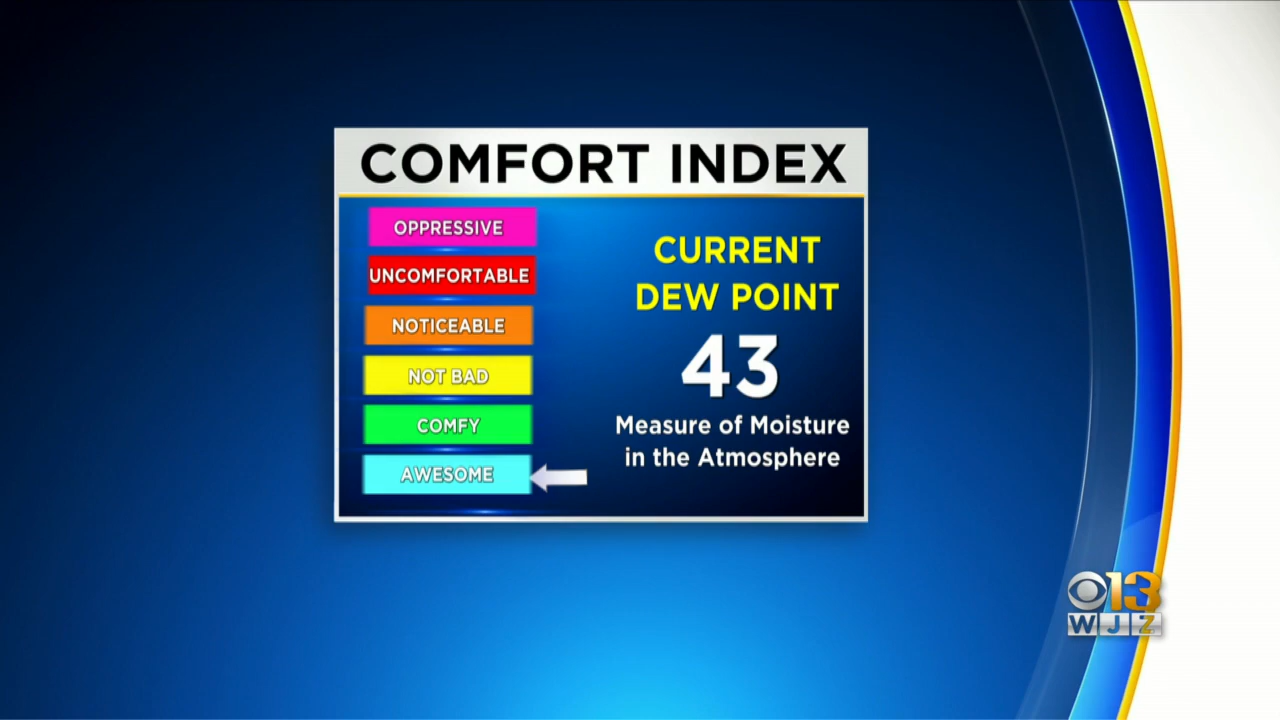 COMFORT INDEX
OPPRESSIVE
UNCOMFORTABLE
NOTICEABLE
NOT BAD
COMFY
AWESOME
CURRENT
DEW POINT
43
Measure of Moisture
in the Atmosphere
13
WJZ